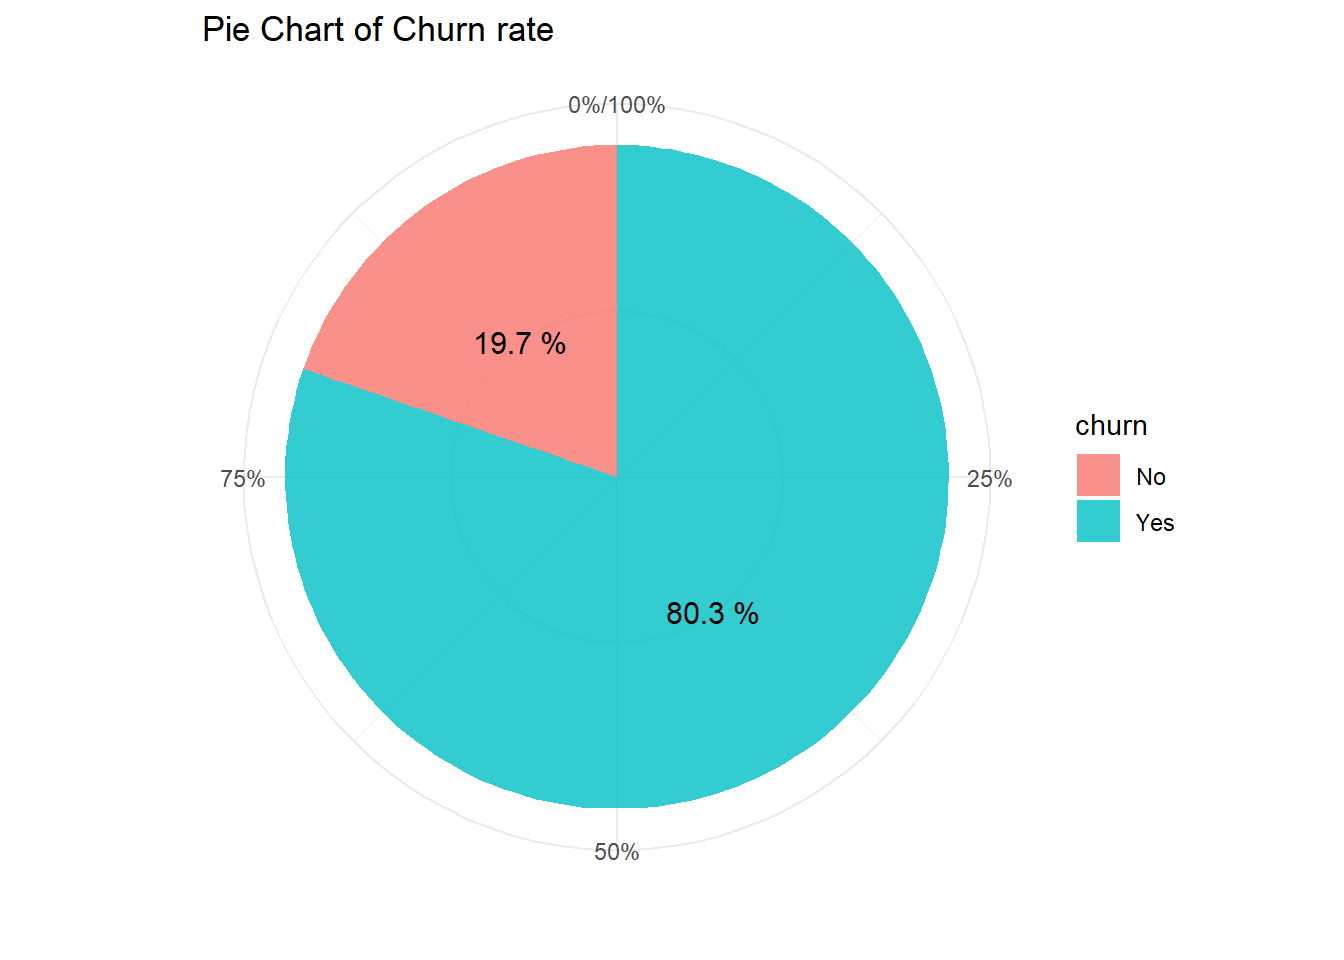 Pie Chart of Churn rate
0%/100%
19.7 %
75%
25%
80.3 %
50%
churn
No
Yes